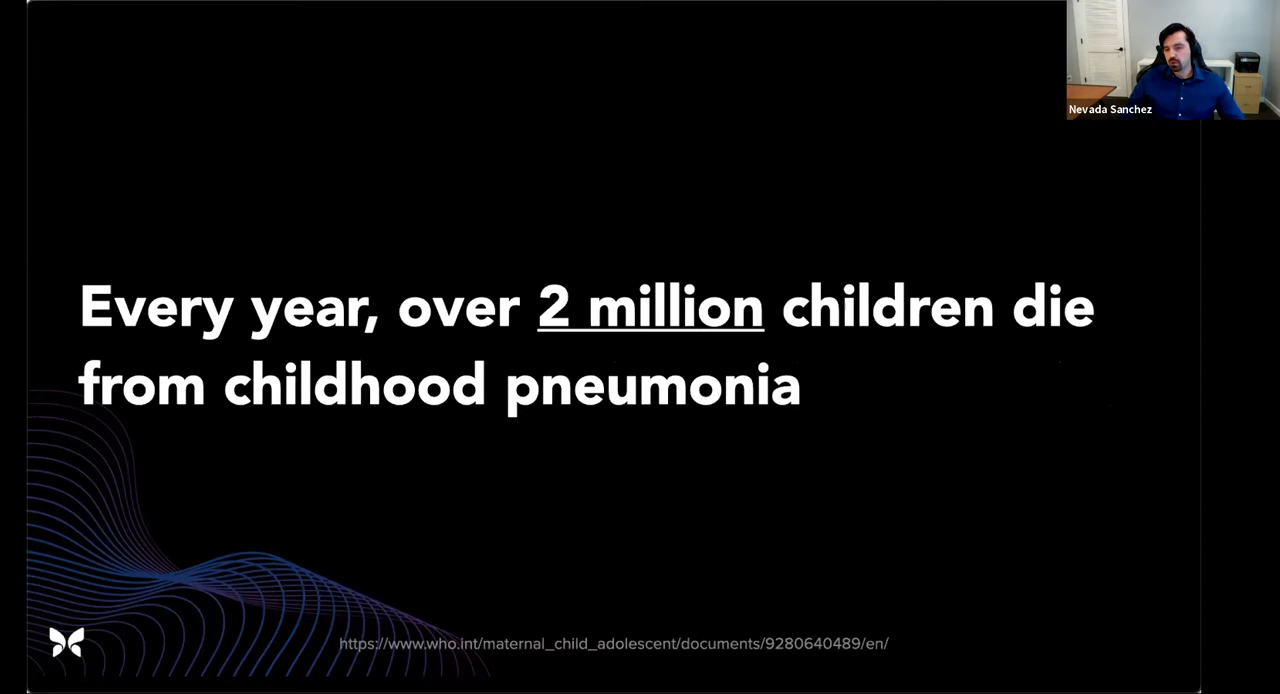 Nevada Sanchez
Every year, over 2 million children die
from childhood pneumonia
https://www.who.int/maternal_child_adolescent/documents/9280640489/en/